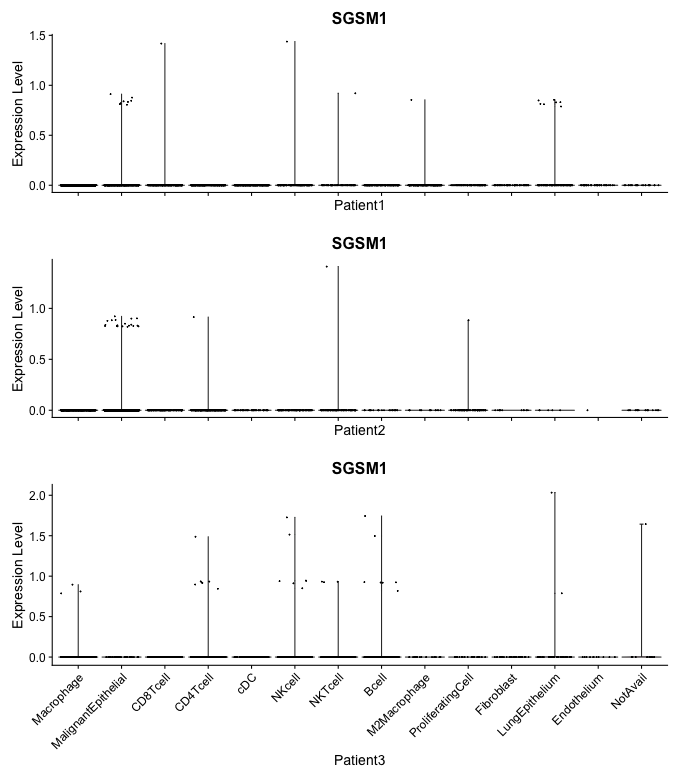 SGSM1
Expression Level
1.5
1.0
0.5
0.0
Patient1
SGSM1
Expression Level
1.0
0.5
0.0
Patient2
SGSM1
Expression Level
2.0
1.5
1.0
0.5
0.0
Macrophage
MalignantEpithelial
CD8Tcell
CD4Tcell
cDC
NKcell
NKTcell
Bcell
M2Macrophage
ProliferatingCell
Fibroblast
LungEpithelium
Endothelium
NotAvail
Patient3